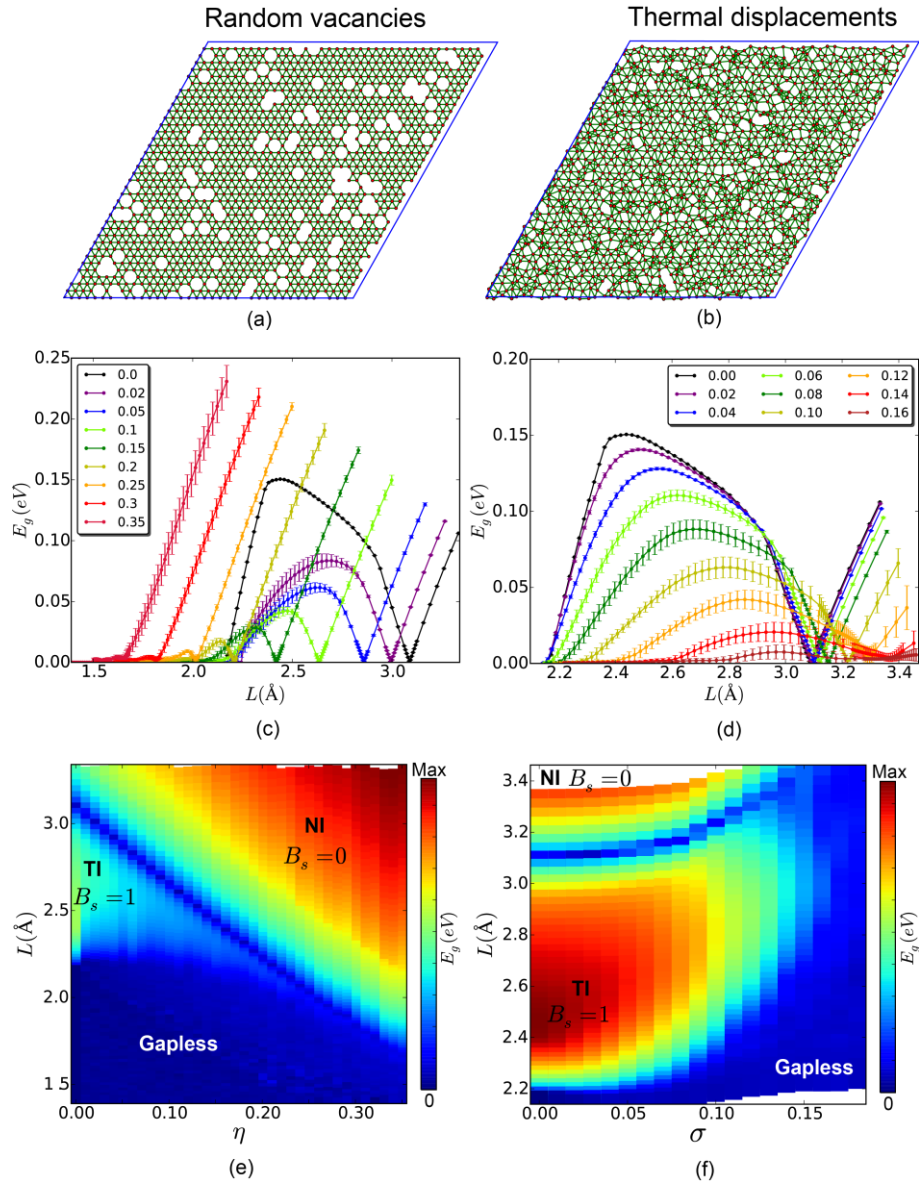 Random vacancies
Thermal displacements
(a)
(b)
0.25
0.20
0.15
0.10
0.05
0.00
E_g (eV)
0.0
0.02
0.05
0.1
0.15
0.2
0.25
0.3
0.35
1.5
2.0
2.5
3.0
L(Å)
(c)
0.20
0.15
0.10
0.05
0.00
E_g (eV)
0.00
0.02
0.04
0.06
0.08
0.10
0.12
0.14
0.16
2.2
2.4
2.6
2.8
3.0
3.2
3.4
L(Å)
(d)
3.0
2.5
2.0
1.5
L(Å)
TI
B_s=1
NI
B_s=0
Gapless
0.00
0.10
0.20
0.30
η
Max
E_g (eV)
0
(e)
3.4
3.2
3.0
2.8
2.6
2.4
2.2
L(Å)
NI B_s=0
TI
B_s=1
Gapless
0.00
0.05
0.10
0.15
σ
Max
E_g (eV)
0
(f)